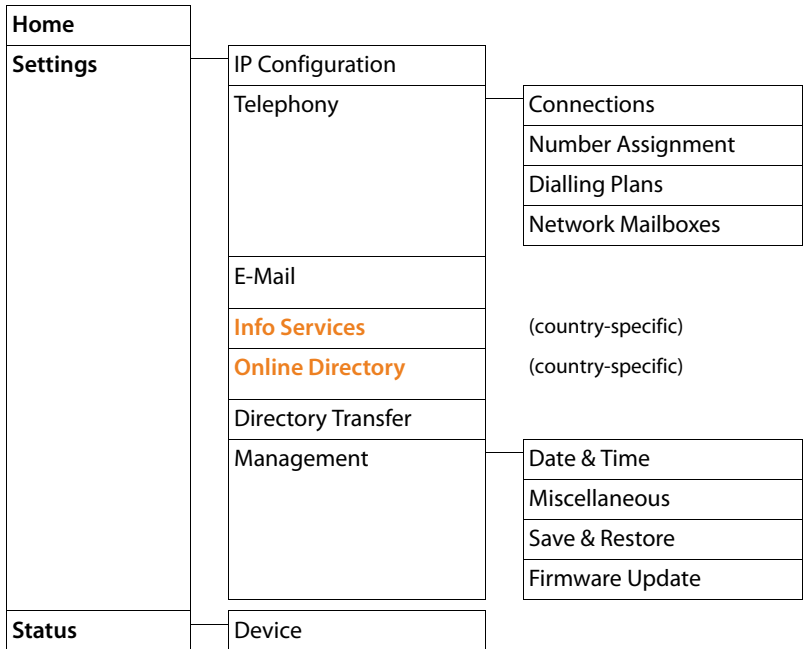 Home
Settings
IP Configuration
Telephony
Connections
Number Assignment
Dialling Plans
Network Mailboxes
E-Mail
Info Services
(country-specific)
Online Directory
(country-specific)
Directory Transfer
Management
Date & Time
Miscellaneous
Save & Restore
Firmware Update
Status
Device